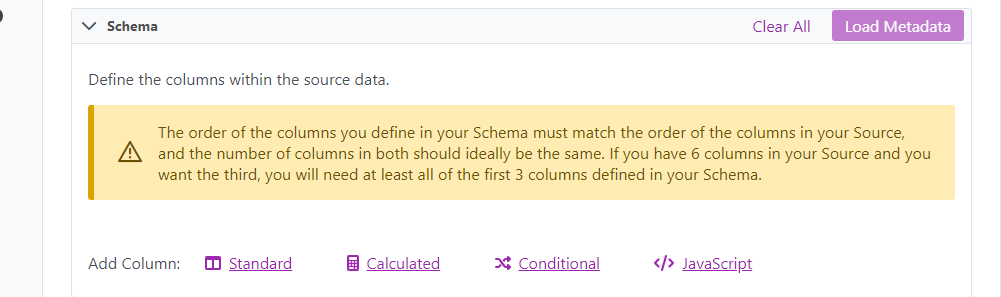 Schema Clear All Load Metadata
Define the columns within the source data.
The order of the columns you define in your Schema must match the order of the columns in your Source,
and the number of columns in both should ideally be the same. If you have 6 columns in your Source and you
want the third, you will need at least all of the first 3 columns defined in your Schema.
Add Column: Standard Calculated Conditional JavaScript